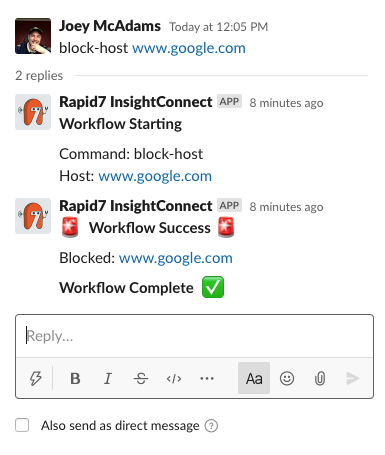 Joey McAdams Today at 12:05 PM
block-host www.google.com
2 replies
Rapid7 InsightConnect APP 8 minutes ago
Workflow Starting
Command: block-host
Host: www.google.com
Rapid7 InsightConnect APP 8 minutes ago
Workflow Success
Blocked: www.google.com
Workflow Complete
Reply...
B I S </> ... Aa
Also send as direct message ?